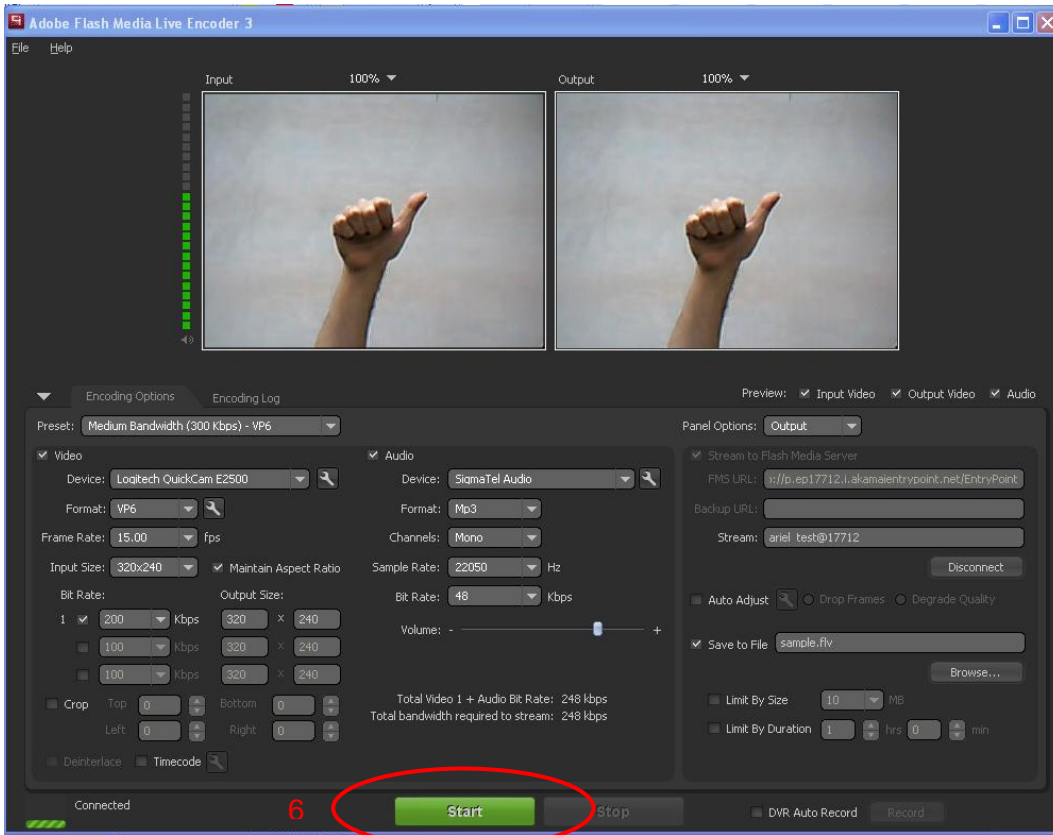 Adobe Flash Media Live Encoder 3
File Help
Input 100% Output 100%
Encoding Options Encoding Log
Preview: Input Video Output Video Audio
Preset: Medium Bandwidth (300 Kbps) - VP6
Panel Options: Output
Video
Audio
Stream to Flash Media Server
Device: Logitech QuickCam E2500
Device: SigmaTel Audio
FMS URL: ://p.ep17712.i.akamaientrypoint.net/EntryPoint
Format: VP6
Format: Mp3
Backup URL:
Frame Rate: 15.00 fps
Channels: Mono
Stream: ariel_test@17712
Input Size: 320x240 Maintain Aspect Ratio
Sample Rate: 22050 Hz
Disconnect
Bit Rate: Output Size:
Bit Rate: 48 Kbps
Auto Adjust Drop Frames Degrade Quality
1 200 Kbps 320 x 240
Volume: - +
100 Kbps 320 x 240
Save to File sample.flv
100 Kbps 320 x 240
Browse...
Crop Top 0 Bottom 0
Left 0 Right 0
Total Video 1 + Audio Bit Rate: 248 kbps
Total bandwidth required to stream: 248 kbps
Limit By Size 10 MB
Limit By Duration 1 hrs 0 min
Deinterlace Timecode
Connected
6
Start Stop
DVR Auto Record Record